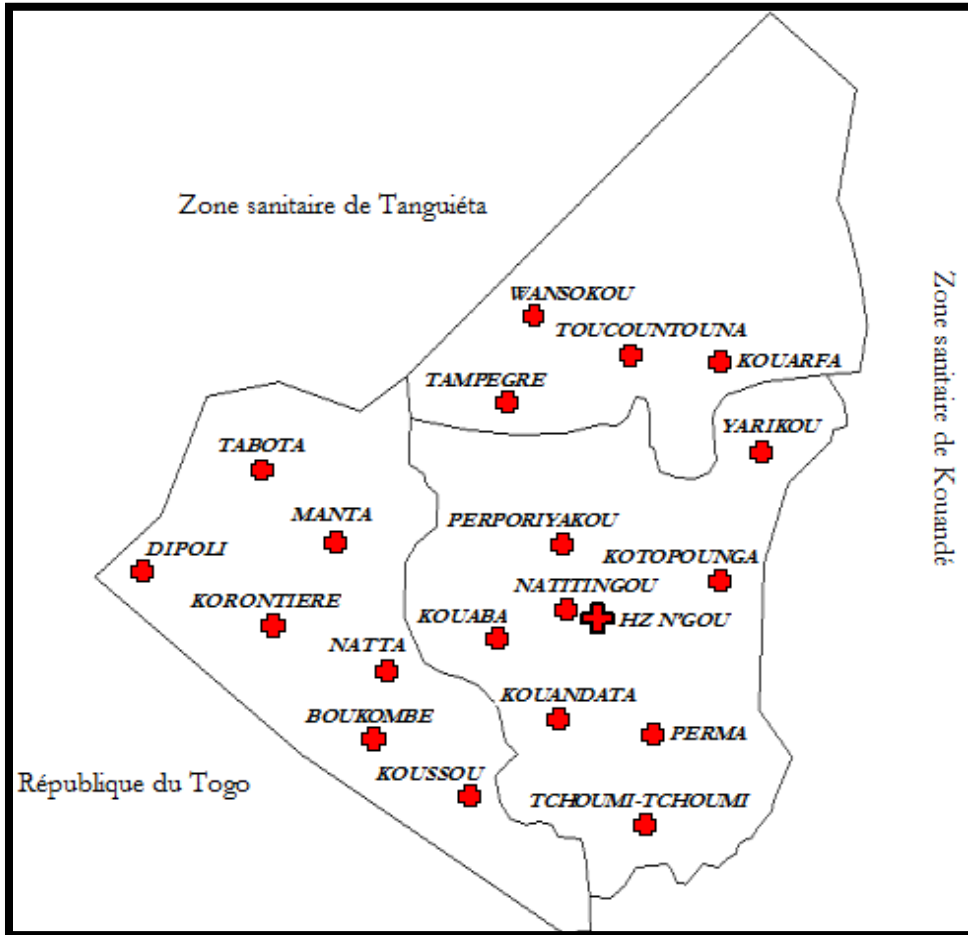 Zone sanitaire de Tanguiéta
WANSOKOU
TOUCOUNTOUNA
KOUARFA
TAMPEGRE
Zone sanitaire de Kouandé
YARIKOU
TABOTA
MANTA
PERPORIYAKOU
DIPOLI
KOTOPOUNGA
NATITINGOU
KORONTIERE
KOUABA
HZ N'GOU
NATTA
KOUANDATA
BOUKOMBE
PERMA
KOUSSOU
République du Togo
TCHOUMI-TCHOUMI